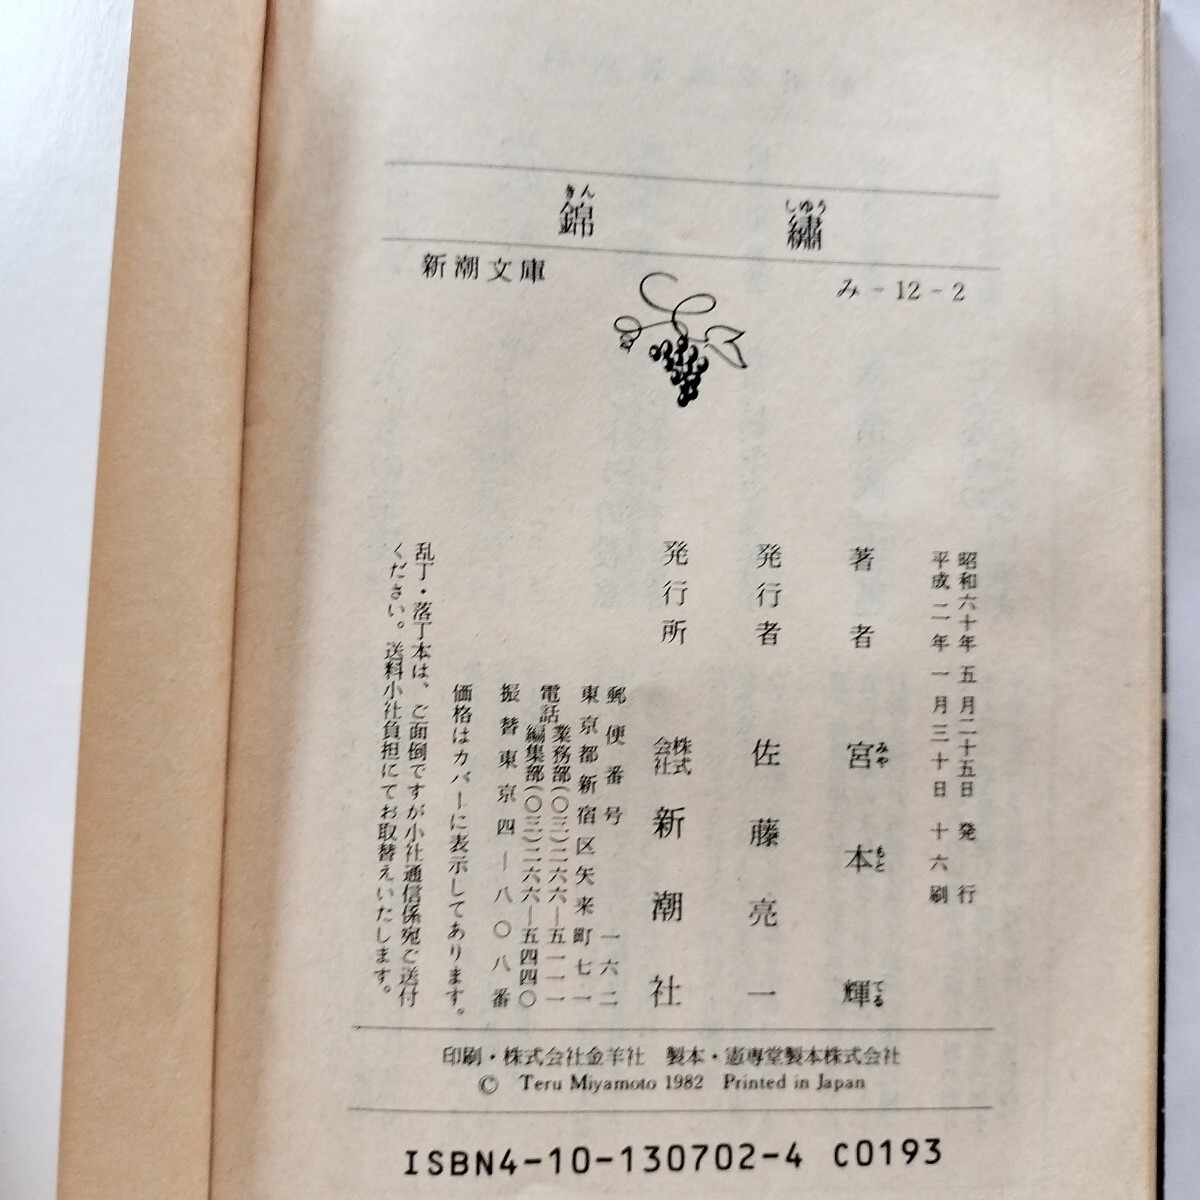 錦繡
きん しゆう
新潮文庫
み-12-2
昭和六十年五月二十五日 発行
平成二年一月三十日 十六刷
著者 宮本輝
みや もと てる
発行者 佐藤亮一
発行所 株式会社 新潮社
郵便番号 一六二
東京都新宿区矢来町七一
電話 業務部(〇三)二六六―五一一一
編集部(〇三)二六六―五四四〇
振替東京四―八〇八番
価格はカバーに表示してあります。
乱丁・落丁本は、ご面倒ですが小社通信係宛ご送付
ください。送料小社負担にてお取替えいたします。
印刷・株式会社金羊社 製本・憲専堂製本株式会社
© Teru Miyamoto 1982 Printed in Japan
ISBN4-10-130702-4 C0193